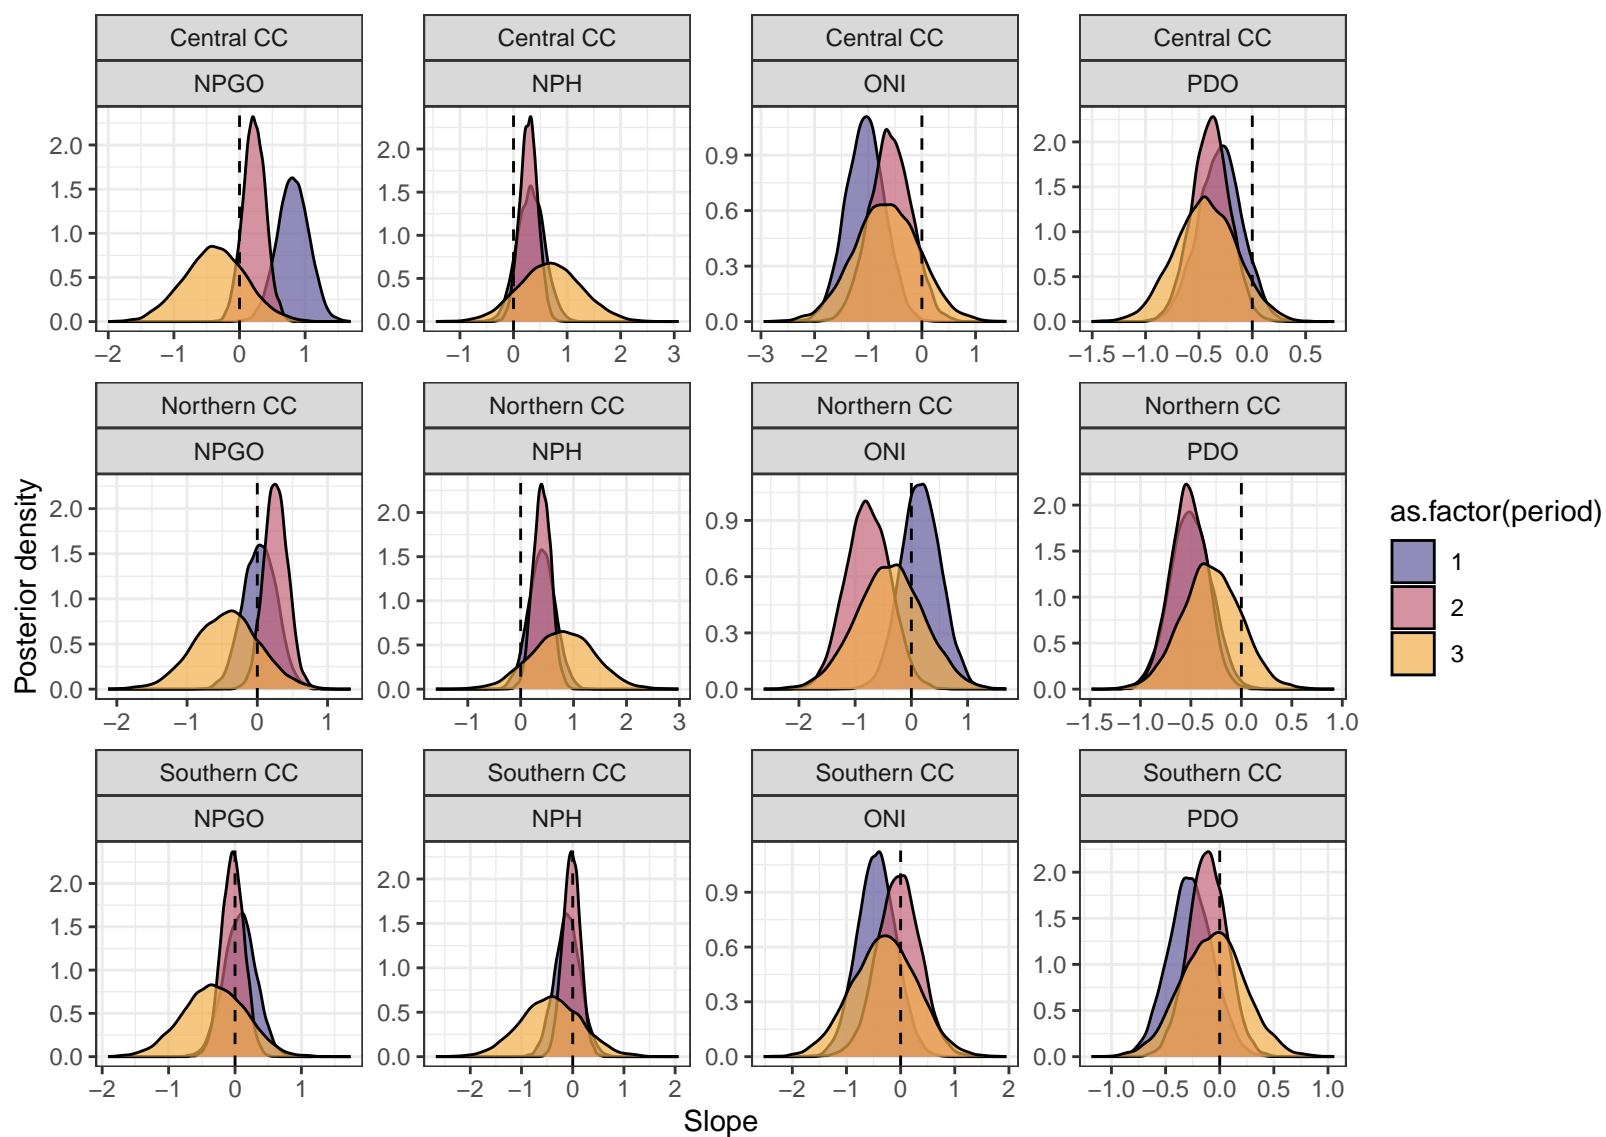 Central CC Central CC Central CC Central CC
NPGO NPH ONI PDO
2.0 1.5 1.0 0.5 0.0
2.0 1.5 1.0 0.5 0.0
0.9 0.6 0.3 0.0
2.0 1.5 1.0 0.5 0.0
−2 −1 0 1
−1 0 1 2 3
−3 −2 −1 0 1
−1.5 −1.0 −0.5 0.0 0.5
Northern CC Northern CC Northern CC Northern CC
NPGO NPH ONI PDO
2.0 1.5 1.0 0.5 0.0
2.0 1.5 1.0 0.5 0.0
0.9 0.6 0.3 0.0
2.0 1.5 1.0 0.5 0.0
−2 −1 0 1
−1 0 1 2 3
−2 −1 0 1
−1.5 −1.0 −0.5 0.0 0.5 1.0
Southern CC Southern CC Southern CC Southern CC
NPGO NPH ONI PDO
2.0 1.5 1.0 0.5 0.0
2.0 1.5 1.0 0.5 0.0
0.9 0.6 0.3 0.0
2.0 1.5 1.0 0.5 0.0
−2 −1 0 1
−2 −1 0 1 2
−2 −1 0 1 2
−1.0 −0.5 0.0 0.5 1.0
Posterior density
Slope
as.factor(period)
1
2
3